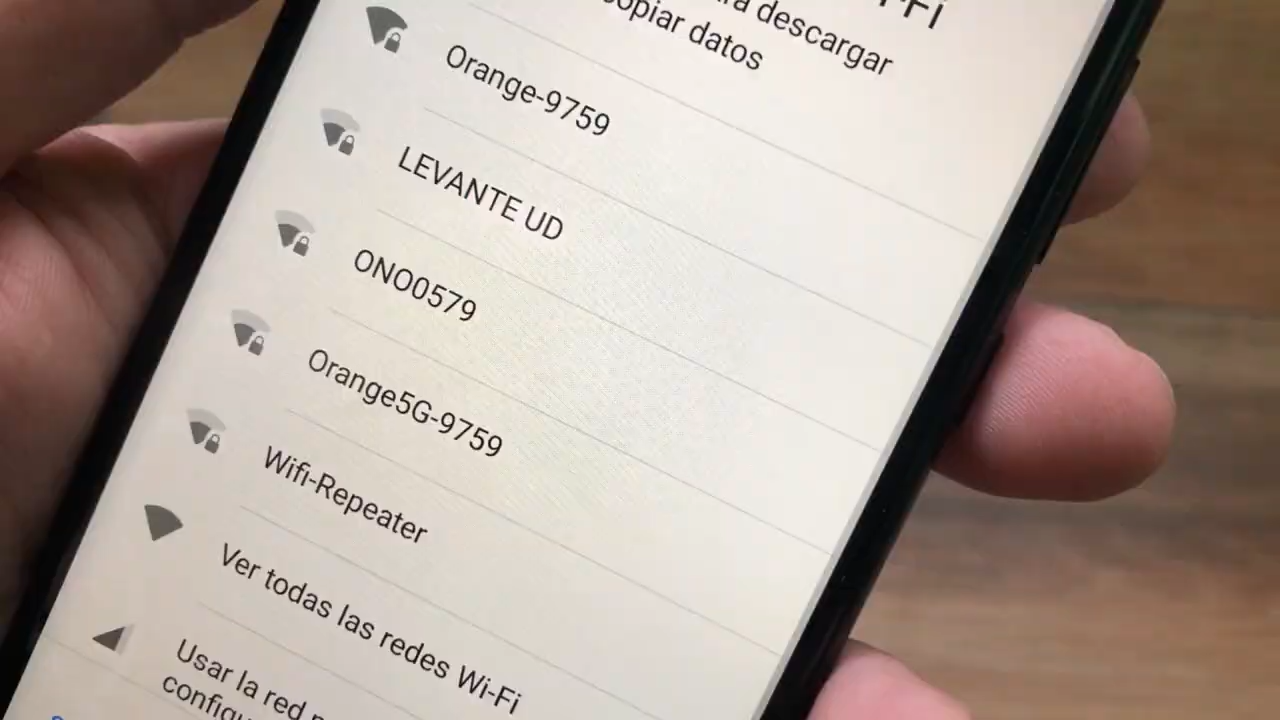 descargar
copiar datos
Orange-9759
LEVANTE UD
ONO0579
Orange5G-9759
Wifi-Repeater
Ver todas las redes Wi-Fi
Usar la red